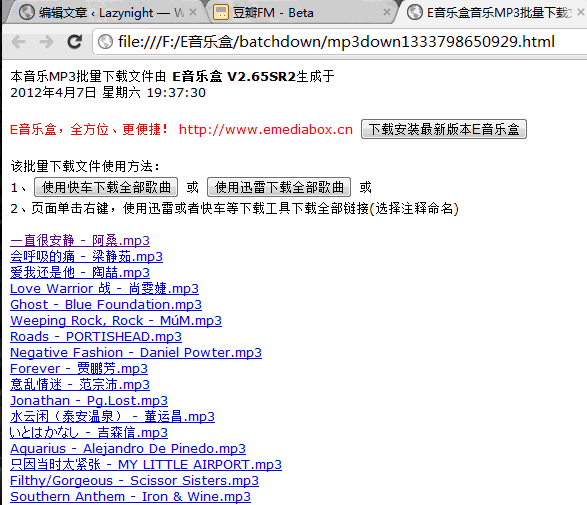 编辑文章 ‹ Lazynight — W
豆瓣FM - Beta
E音乐盒音乐MP3批量下载
file:///F:/E音乐盒/batchdown/mp3down1333798650929.html
本音乐MP3批量下载文件由 E音乐盒 V2.65SR2生成于
2012年4月7日 星期六 19:37:30
E音乐盒，全方位、更便捷！ http://www.emediabox.cn 下载安装最新版本E音乐盒
该批量下载文件使用方法：
1、 使用快车下载全部歌曲 或 使用迅雷下载全部歌曲 或
2、页面单击右键，使用迅雷或者快车等下载工具下载全部链接(选择注释命名)
一直很安静 - 阿桑.mp3
会呼吸的痛 - 梁静茹.mp3
爱我还是他 - 陶喆.mp3
Love Warrior 战 - 尚雯婕.mp3
Ghost - Blue Foundation.mp3
Weeping Rock, Rock - MúM.mp3
Roads - PORTISHEAD.mp3
Negative Fashion - Daniel Powter.mp3
Forever - 贾鹏芳.mp3
意乱情迷 - 范宗沛.mp3
Jonathan - Pg.Lost.mp3
水云闲（泰安温泉） - 董运昌.mp3
いとはかなし - 吉森信.mp3
Aquarius - Alejandro De Pinedo.mp3
只因当时太紧张 - MY LITTLE AIRPORT.mp3
Filthy/Gorgeous - Scissor Sisters.mp3
Southern Anthem - Iron & Wine.mp3